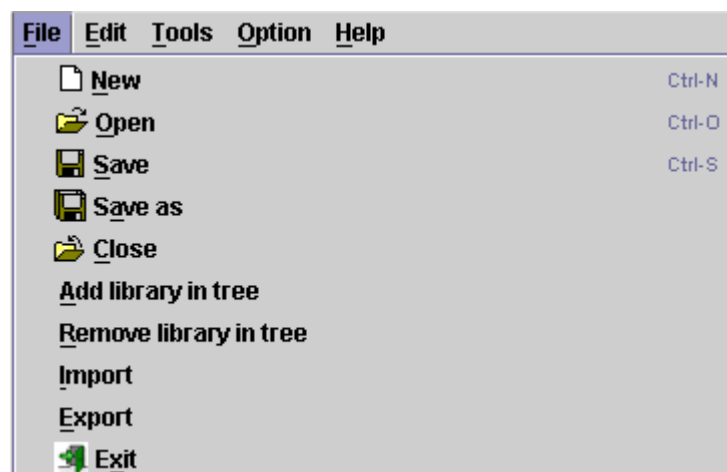 File Edit Tools Option Help
New Ctrl-N
Open Ctrl-O
Save Ctrl-S
Save as
Close
Add library in tree
Remove library in tree
Import
Export
Exit